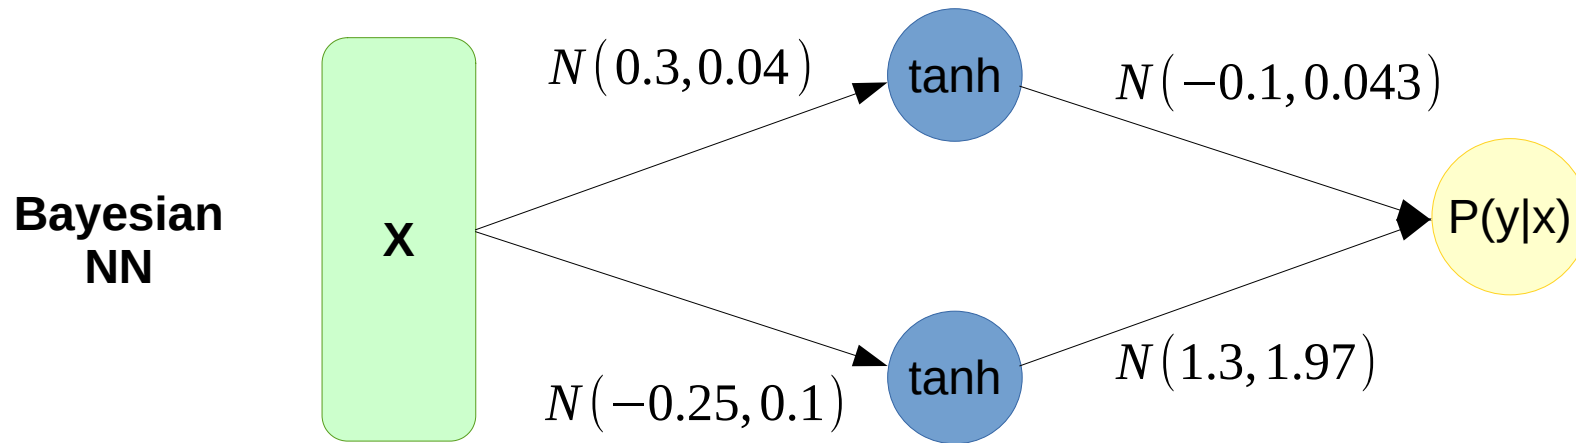 Bayesian
NN
X
N(0.3,0.04)
N(−0.25,0.1)
tanh
tanh
N(−0.1,0.043)
N(1.3,1.97)
P(y|x)